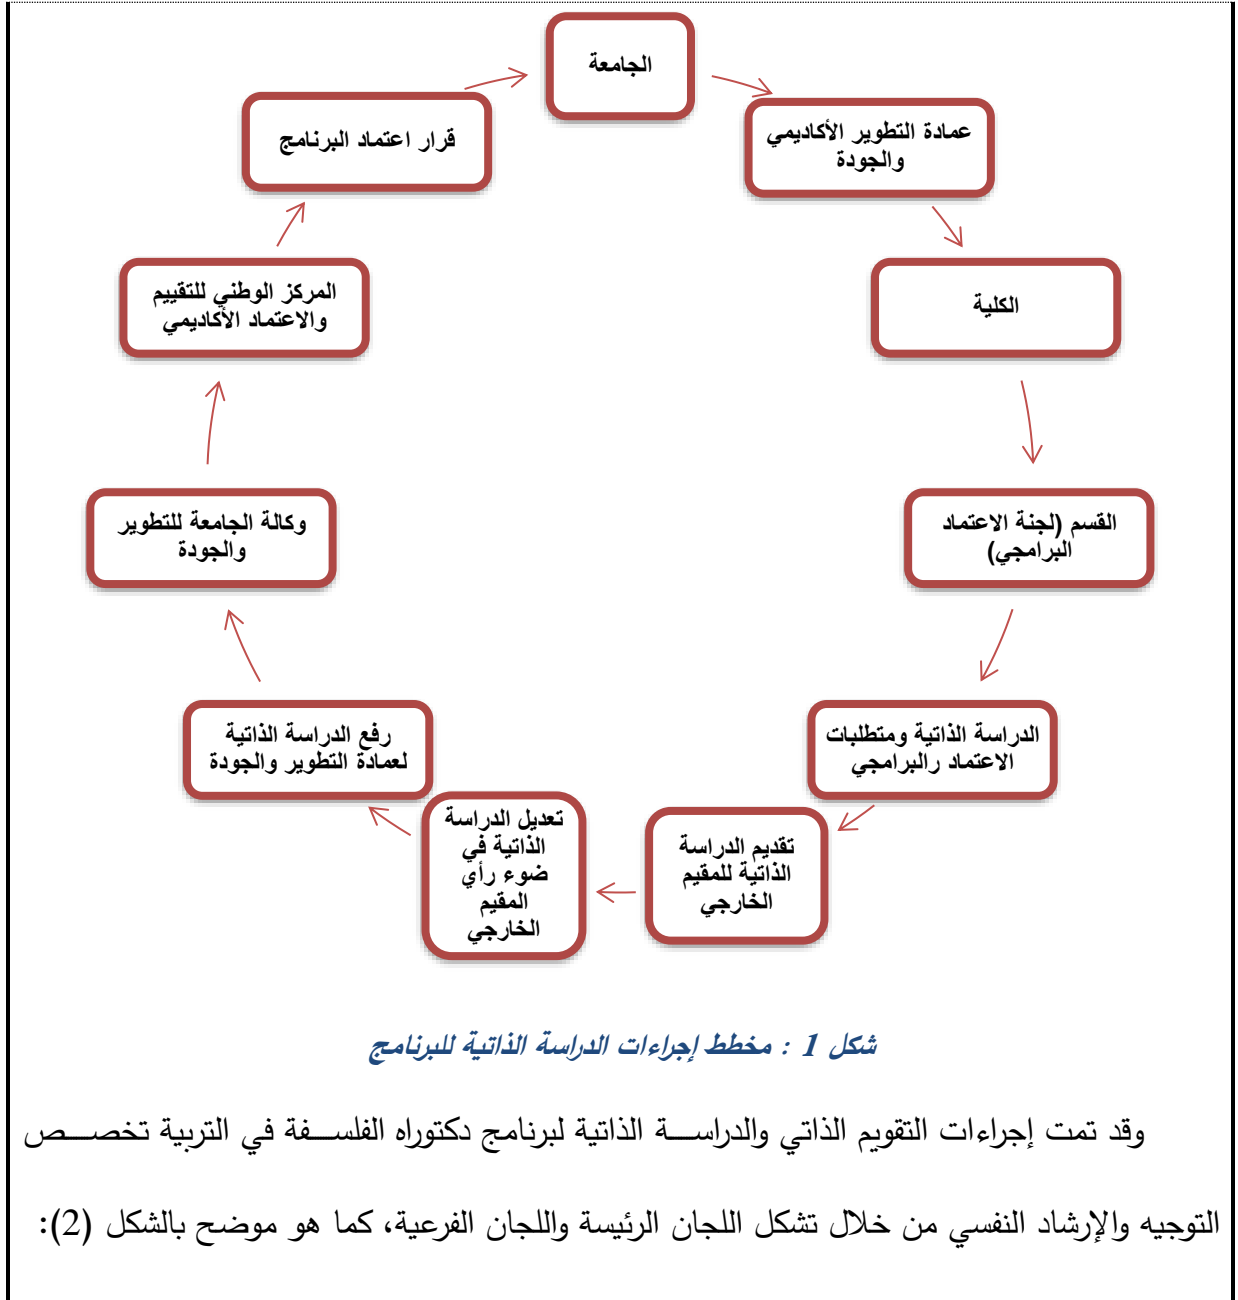 الجامعة
عمادة التطوير الأكاديمي
والجودة
الكلية
القسم (لجنة الاعتماد
البرامجي)
الدراسة الذاتية ومتطلبات
الاعتماد رالبرامجي
تقديم الدراسة
الذاتية للمقيم
الخارجي
تعديل الدراسة
الذاتية في
ضوء رأي
المقيم
الخارجي
رفع الدراسة الذاتية
لعمادة التطوير والجودة
وكالة الجامعة للتطوير
والجودة
المركز الوطني للتقييم
والاعتماد الأكاديمي
قرار اعتماد البرنامج
شكل 1 : مخطط إجراءات الدراسة الذاتية للبرنامج
وقد تمت إجراءات التقويم الذاتي والدراسة الذاتية لبرنامج دكتوراه الفلسفة في التربية تخصص
التوجيه والإرشاد النفسي من خلال تشكل اللجان الرئيسة واللجان الفرعية، كما هو موضح بالشكل (2):